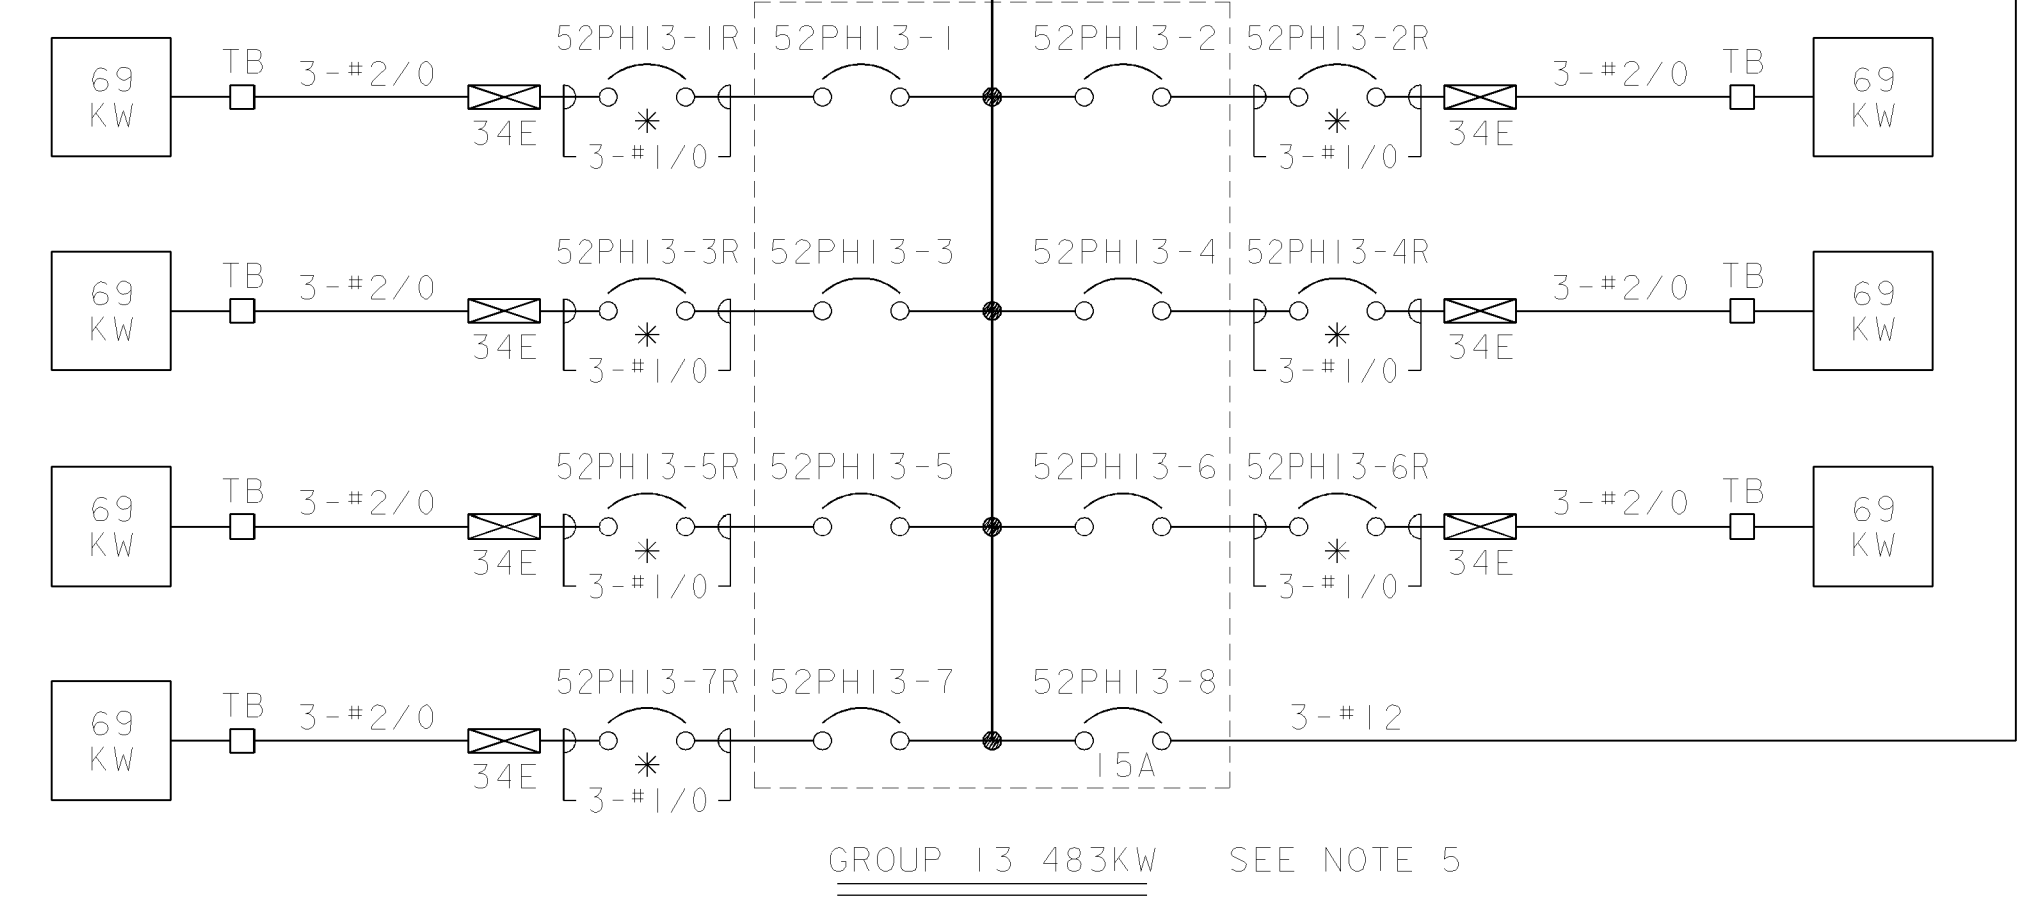 52PH13-1R 52PH13-1 52PH13-2 52PH13-2R
69 KW TB 3-#2/0 34E * 3-#1/0 * 3-#1/0 34E 3-#2/0 TB 69 KW
52PH13-3R 52PH13-3 52PH13-4 52PH13-4R
69 KW TB 3-#2/0 34E * 3-#1/0 * 3-#1/0 34E 3-#2/0 TB 69 KW
52PH13-5R 52PH13-5 52PH13-6 52PH13-6R
69 KW TB 3-#2/0 34E * 3-#1/0 * 3-#1/0 34E 3-#2/0 TB 69 KW
52PH13-7R 52PH13-7 52PH13-8
69 KW TB 3-#2/0 34E * 3-#1/0 15A 3-#12
GROUP 13 483KW SEE NOTE 5